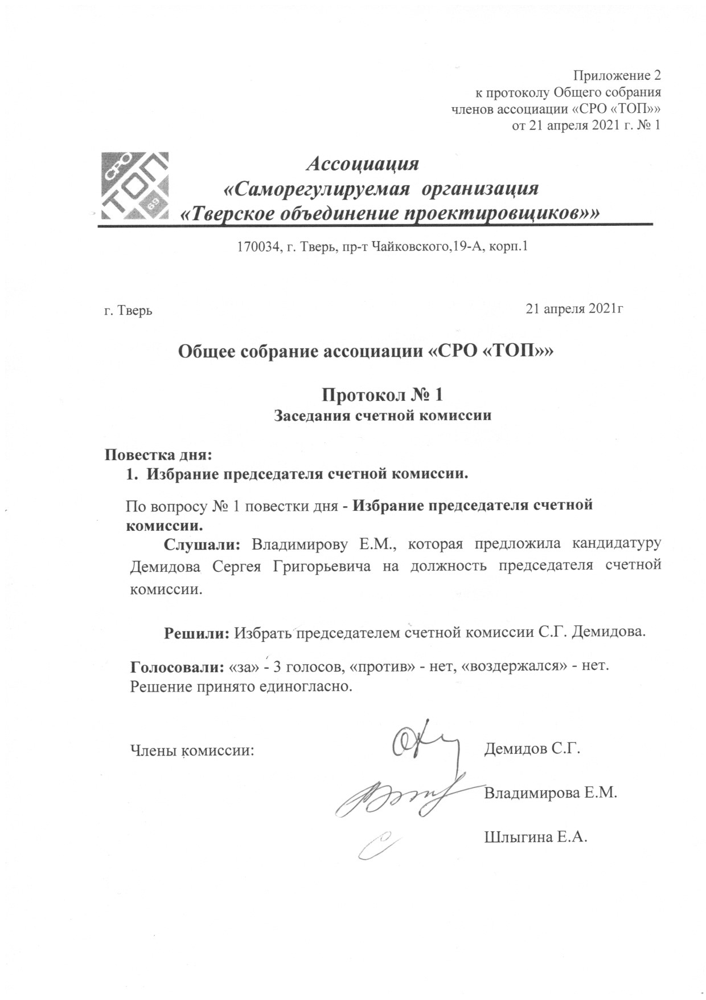 Приложение 2
к протоколу Общего собрания
членов ассоциации «СРО «ТОП»»
от 21 апреля 2021 г. № 1
СРО
ТОП
69
Ассоциация
«Саморегулируемая организация
«Тверское объединение проектировщиков»»
170034, г. Тверь, пр-т Чайковского,19-А, корп.1
г. Тверь 21 апреля 2021г
Общее собрание ассоциации «СРО «ТОП»»
Протокол № 1
Заседания счетной комиссии
Повестка дня:
1. Избрание председателя счетной комиссии.
По вопросу № 1 повестки дня - Избрание председателя счетной
комиссии.
Слушали: Владимирову Е.М., которая предложила кандидатуру
Демидова Сергея Григорьевича на должность председателя счетной
комиссии.
Решили: Избрать председателем счетной комиссии С.Г. Демидова.
Голосовали: «за» - 3 голосов, «против» - нет, «воздержался» - нет.
Решение принято единогласно.
Члены комиссии: Демидов С.Г.
Владимирова Е.М.
Шлыгина Е.А.